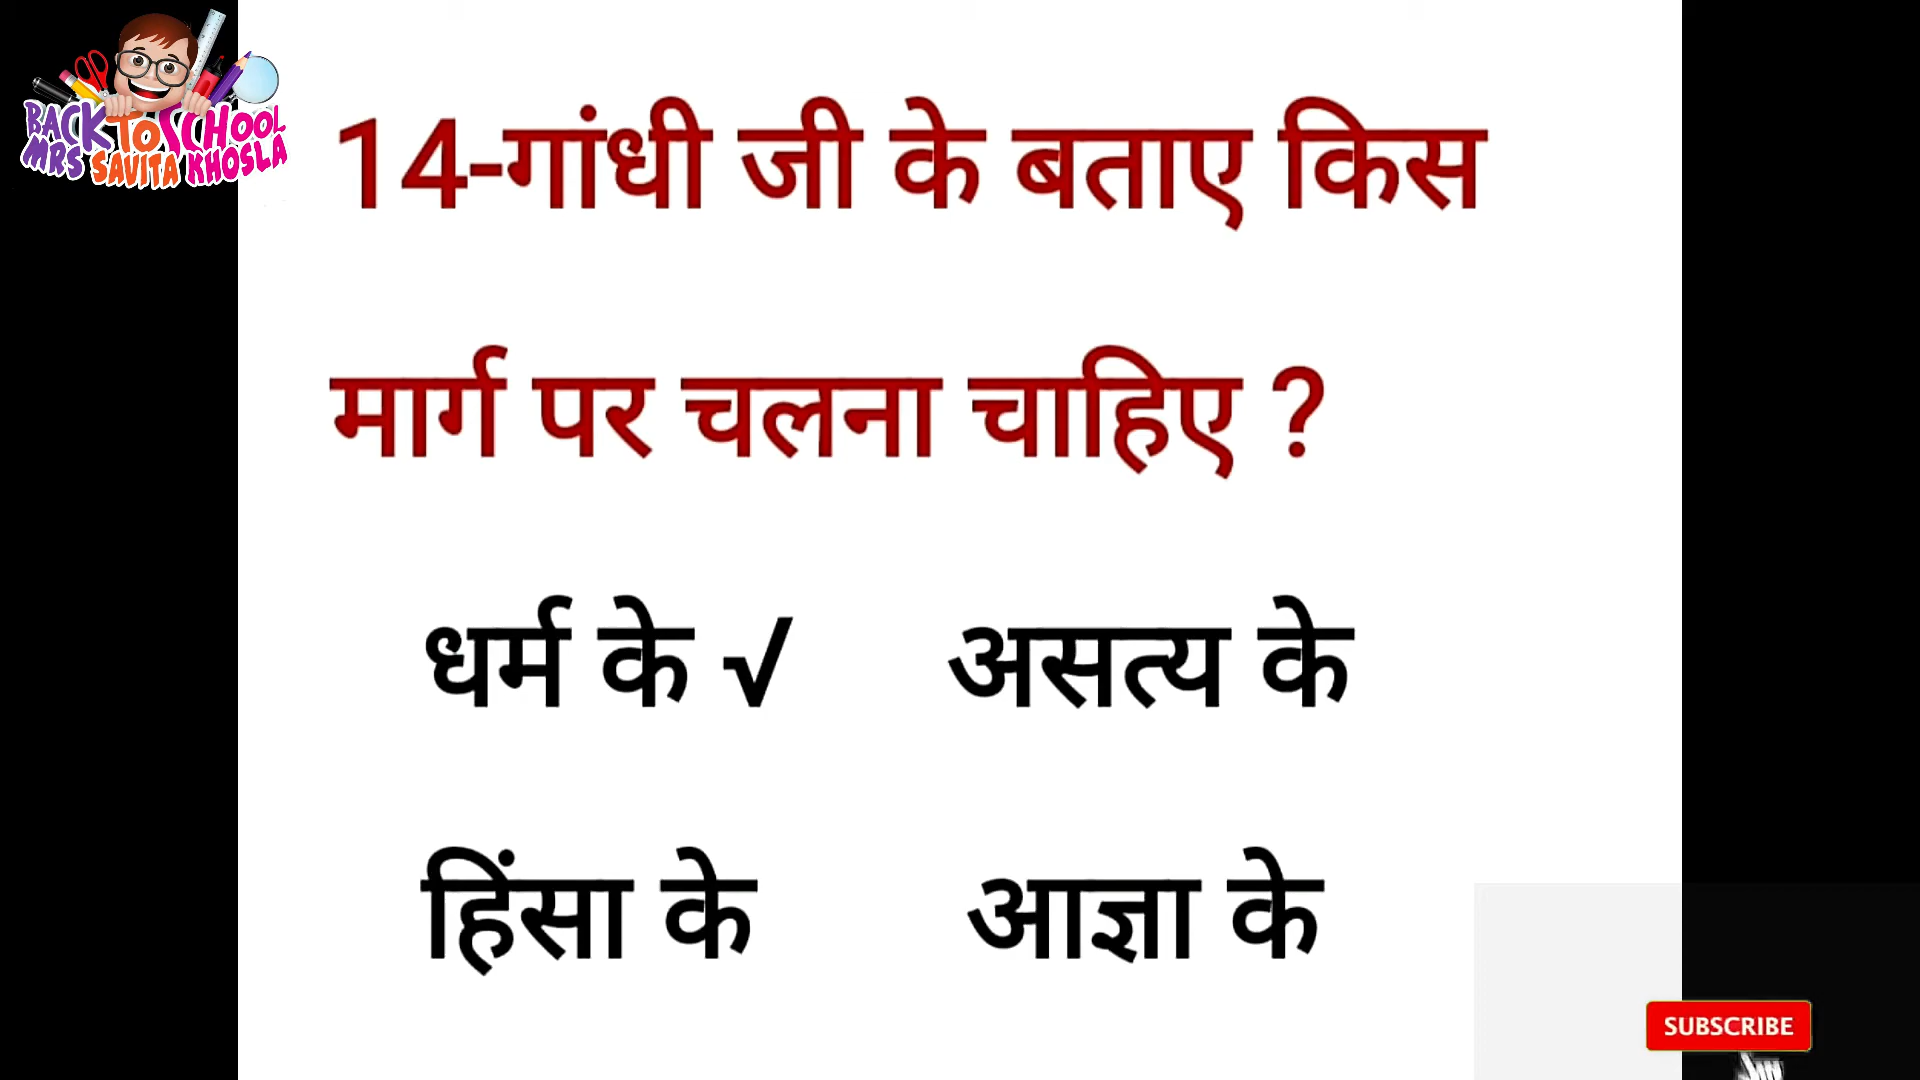 BACK TO SCHOOL
MRS SAVITA KHOSLA
14-गांधी जी के बताए किस
मार्ग पर चलना चाहिए ?
धर्म के √ असत्य के
हिंसा के आज्ञा के
SUBSCRIBE